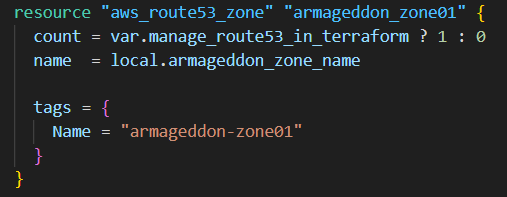 resource "aws_route53_zone" "armageddon_zone01" {
  count = var.manage_route53_in_terraform ? 1 : 0
  name  = local.armageddon_zone_name

  tags = {
    Name = "armageddon-zone01"
  }
}